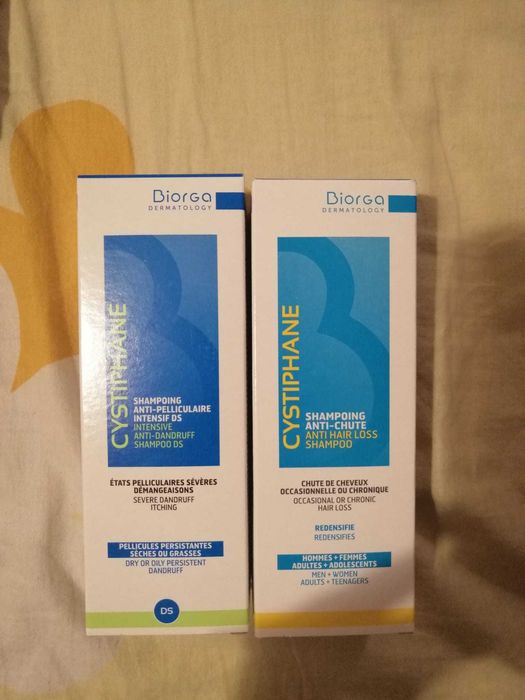 Biorga
DERMATOLOGY
CYSTIPHANE
SHAMPOING
ANTI-PELLICULAIRE
INTENSIF DS
INTENSIVE
ANTI-DANDRUFF
SHAMPOO DS
ÉTATS PELLICULAIRES SÉVÈRES
DÉMANGEAISONS
SEVERE DANDRUFF
ITCHING
PELLICULES PERSISTANTES
SÈCHES OU GRASSES
DRY OR OILY PERSISTENT
DANDRUFF
DS
Biorga
DERMATOLOGY
CYSTIPHANE
SHAMPOING
ANTI-CHUTE
ANTI HAIR LOSS
SHAMPOO
CHUTE DE CHEVEUX
OCCASIONNELLE OU CHRONIQUE
OCCASIONAL OR CHRONIC
HAIR LOSS
REDENSIFIE
REDENSIFIES
HOMMES + FEMMES
ADULTES + ADOLESCENTS
MEN + WOMEN
ADULTS + TEENAGERS